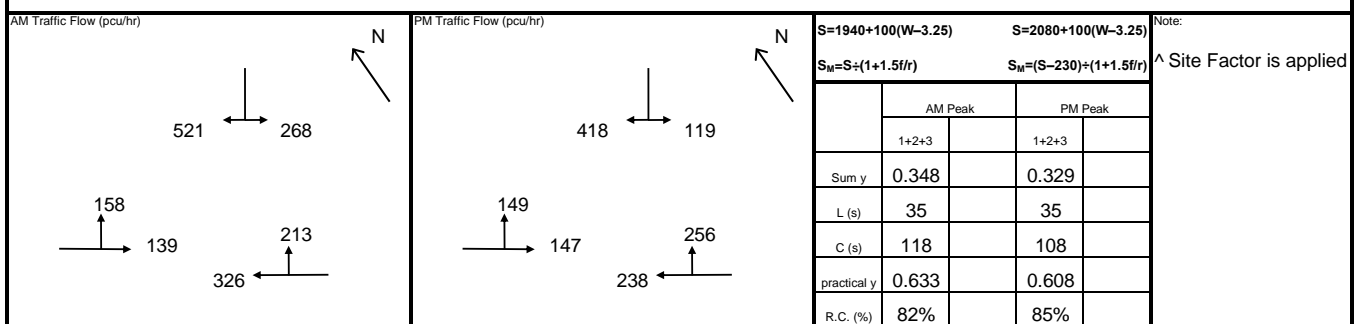 AM Traffic Flow (pcu/hr)
N
521 268
158
139
213
326
PM Traffic Flow (pcu/hr)
N
418 119
149
147
256
238
S=1940+100(W–3.25) S=2080+100(W–3.25)
SM=S÷(1+1.5f/r) SM=(S–230)÷(1+1.5f/r)
AM Peak PM Peak
1+2+3 1+2+3
Sum y 0.348 0.329
L (s) 35 35
C (s) 118 108
practical y 0.633 0.608
R.C. (%) 82% 85%
Note:
^ Site Factor is applied